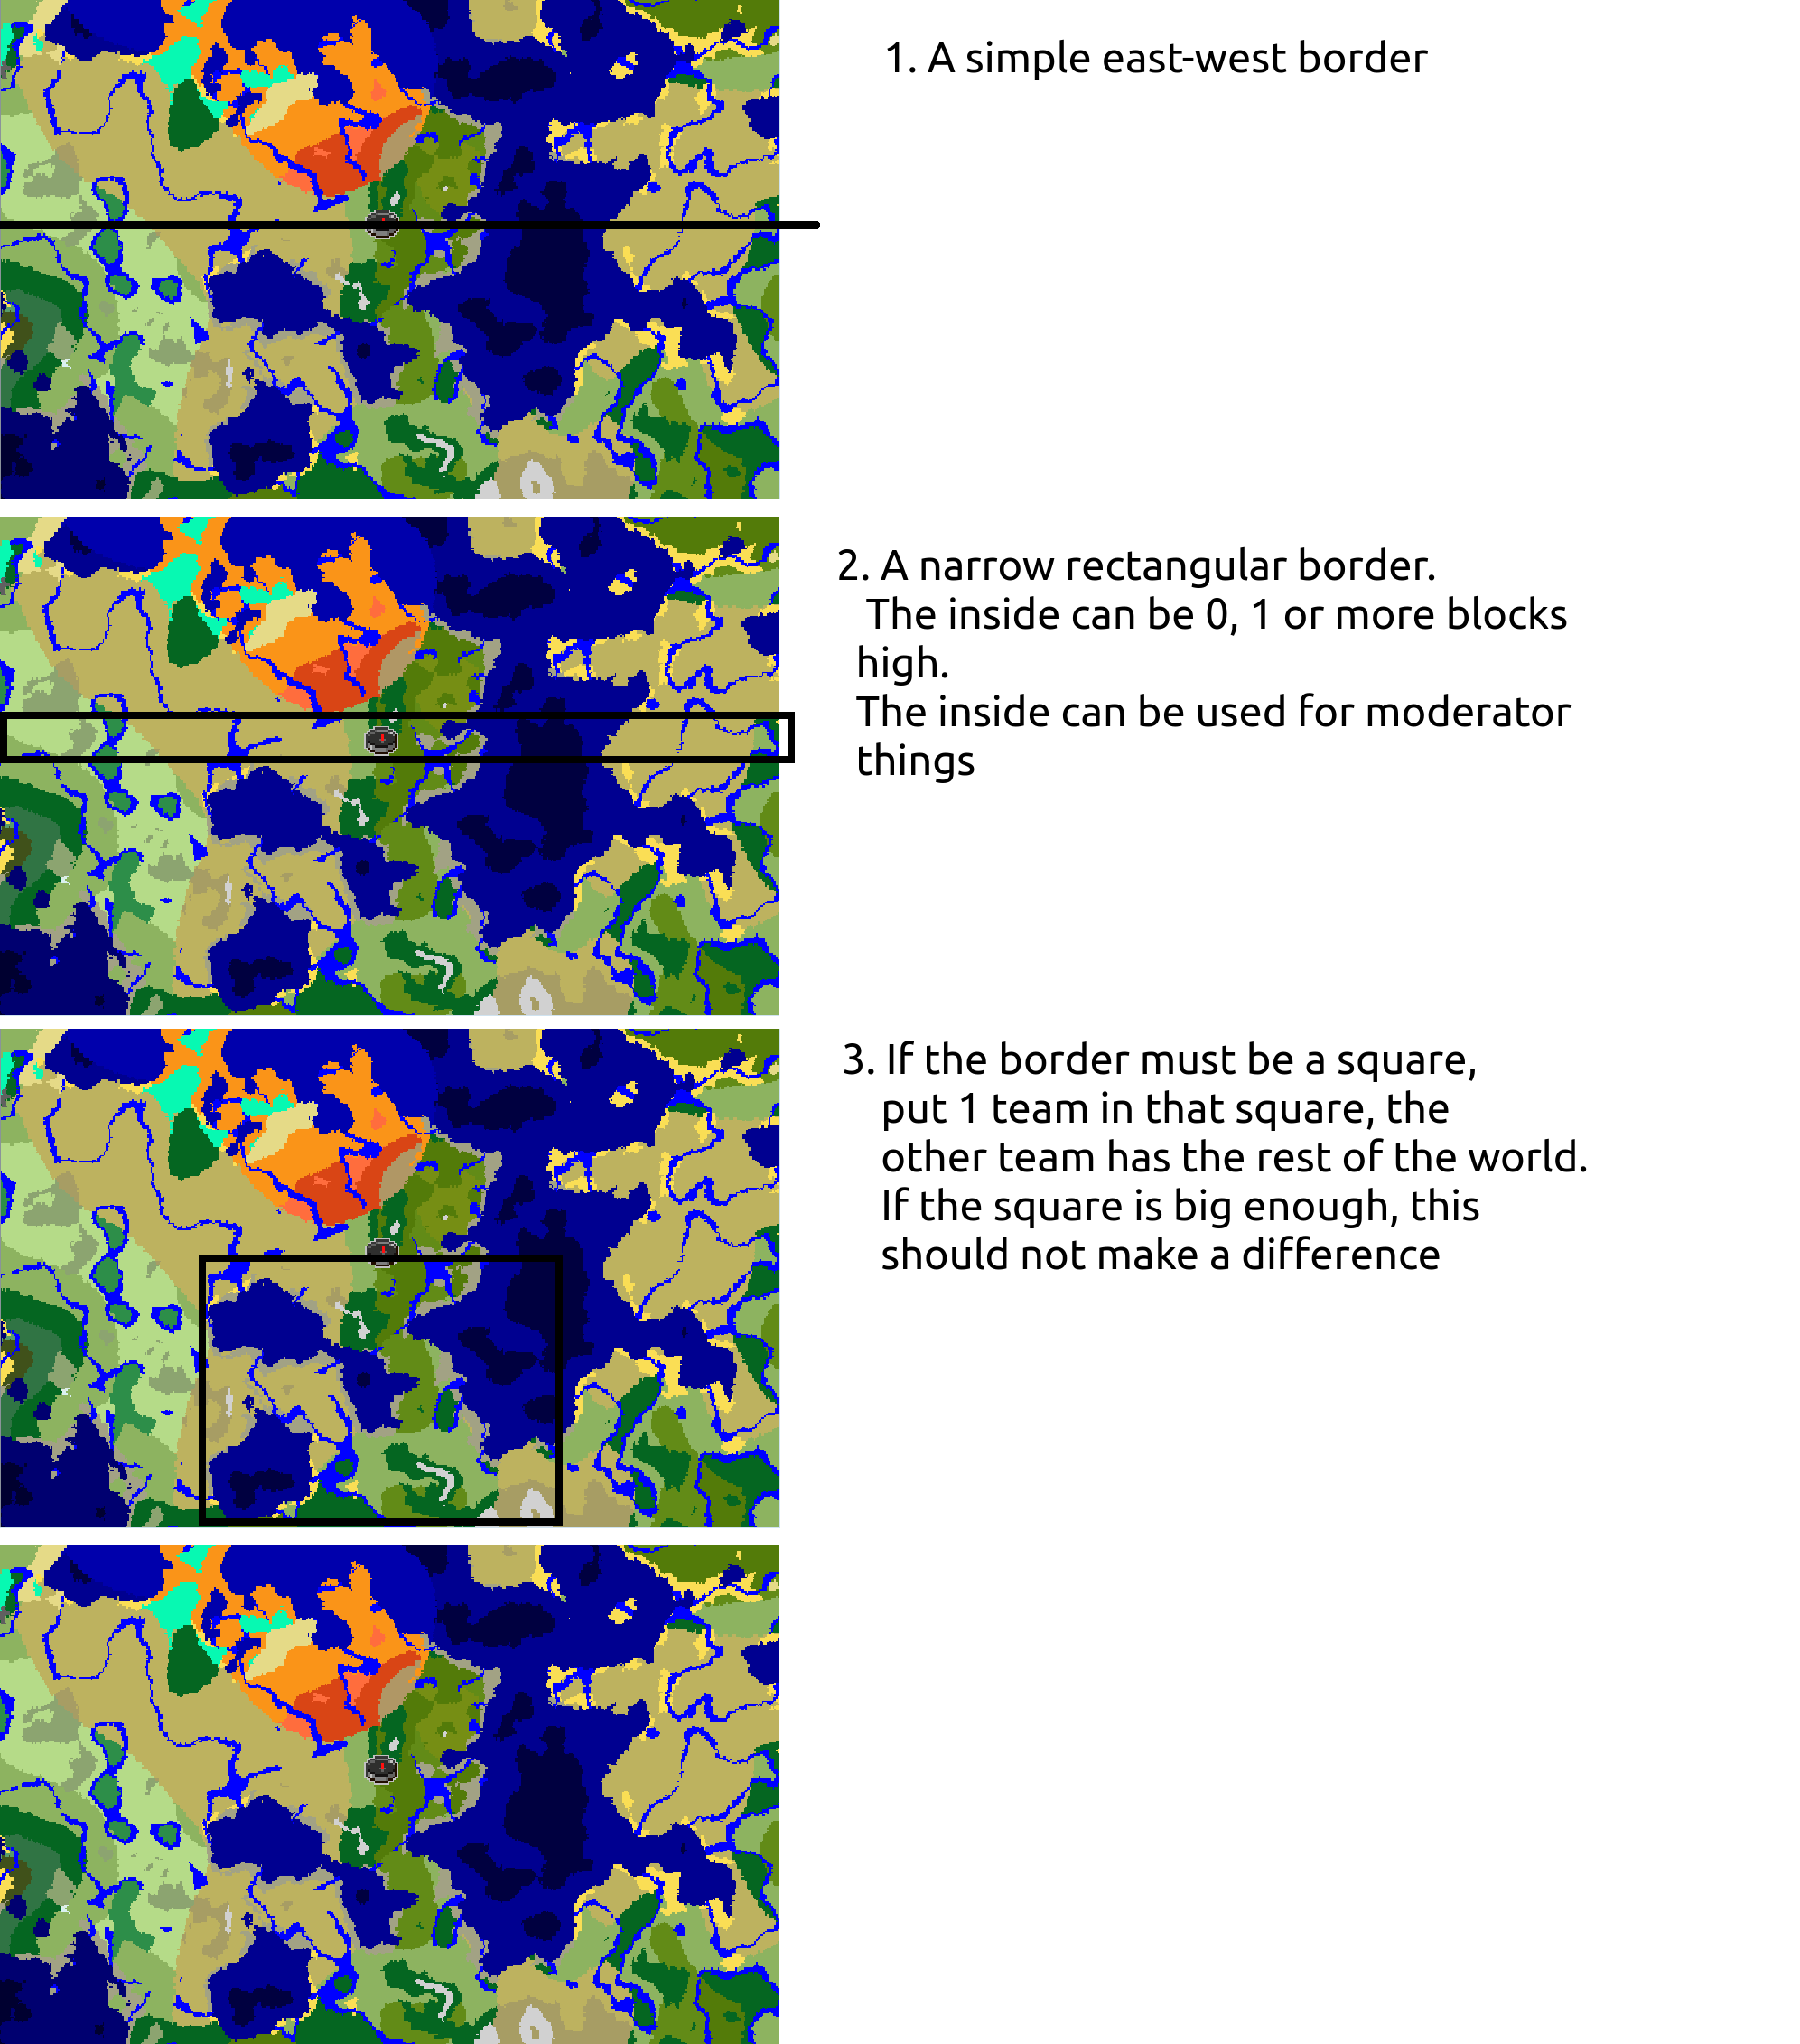 1. A simple east-west border
2. A narrow rectangular border.
The inside can be 0, 1 or more blocks
high.
The inside can be used for moderator
things
3. If the border must be a square,
put 1 team in that square, the
other team has the rest of the world.
If the square is big enough, this
should not make a difference